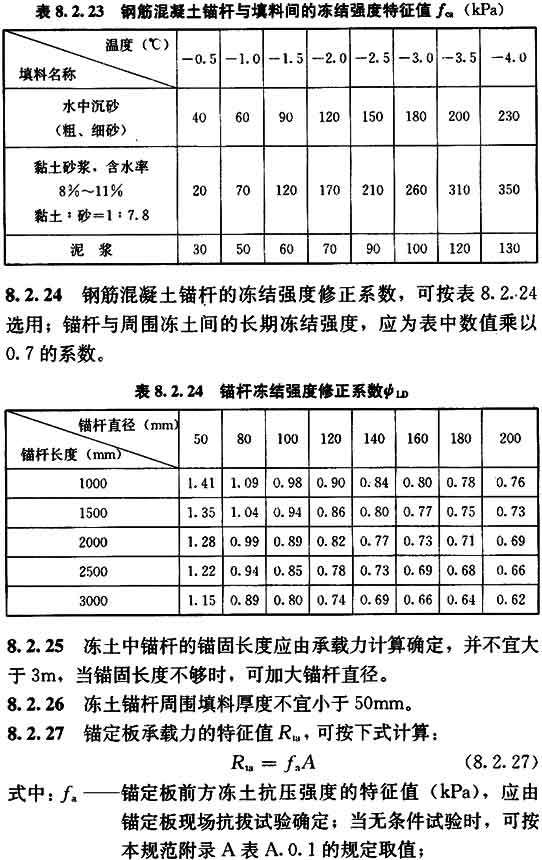 表 8.2.23 钢筋混凝土锚杆与填料间的冻结强度特征值 fca (kPa)
温度 (℃)
填料名称
-0.5 -1.0 -1.5 -2.0 -2.5 -3.0 -3.5 -4.0
水中沉砂
(粗、细砂)
40 60 90 120 150 180 200 230
黏土砂浆,含水率
8%~11%
黏土:砂=1:7.8
20 70 120 170 210 260 310 350
泥 浆 30 50 60 70 90 100 120 130
8.2.24 钢筋混凝土锚杆的冻结强度修正系数,可按表 8.2.24
选用;锚杆与周围冻土间的长期冻结强度,应为表中数值乘以
0.7 的系数。
表 8.2.24 锚杆冻结强度修正系数ψLD
锚杆直径 (mm)
锚杆长度 (mm)
50 80 100 120 140 160 180 200
1000 1.41 1.09 0.98 0.90 0.84 0.80 0.78 0.76
1500 1.35 1.04 0.94 0.86 0.80 0.77 0.75 0.73
2000 1.28 0.99 0.89 0.82 0.77 0.73 0.71 0.69
2500 1.22 0.94 0.85 0.78 0.73 0.69 0.68 0.66
3000 1.15 0.89 0.80 0.74 0.69 0.66 0.64 0.62
8.2.25 冻土中锚杆的锚固长度应由承载力计算确定,并不宜大
于 3m,当锚固长度不够时,可加大锚杆直径。
8.2.26 冻土锚杆周围填料厚度不宜小于 50mm。
8.2.27 锚定板承载力的特征值 Rta,可按下式计算:
Rta = faA (8.2.27)
式中:fa——锚定板前方冻土抗压强度的特征值 (kPa),应由
锚定板现场抗拔试验确定;当无条件试验时,可按
本规范附录 A 表 A.0.1 的规定取值;